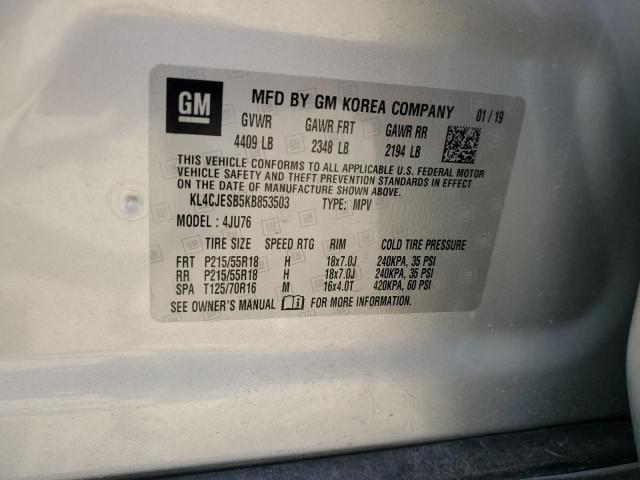 GM
MFD BY GM KOREA COMPANY 01/19
GVWR GAWR FRT GAWR RR
4409 LB 2348 LB 2194 LB
THIS VEHICLE CONFORMS TO ALL APPLICABLE U.S. FEDERAL MOTOR
VEHICLE SAFETY AND THEFT PREVENTION STANDARDS IN EFFECT
ON THE DATE OF MANUFACTURE SHOWN ABOVE.
KL4CJESB5KB853503 TYPE: MPV
MODEL: 4JU76
TIRE SIZE SPEED RTG RIM COLD TIRE PRESSURE
FRT P215/55R18 H 18x7.0J 240KPA, 35 PSI
RR P215/55R18 H 18x7.0J 240KPA, 35 PSI
SPA T125/70R16 M 16x4.0T 420KPA, 60 PSI
SEE OWNER'S MANUAL FOR MORE INFORMATION.